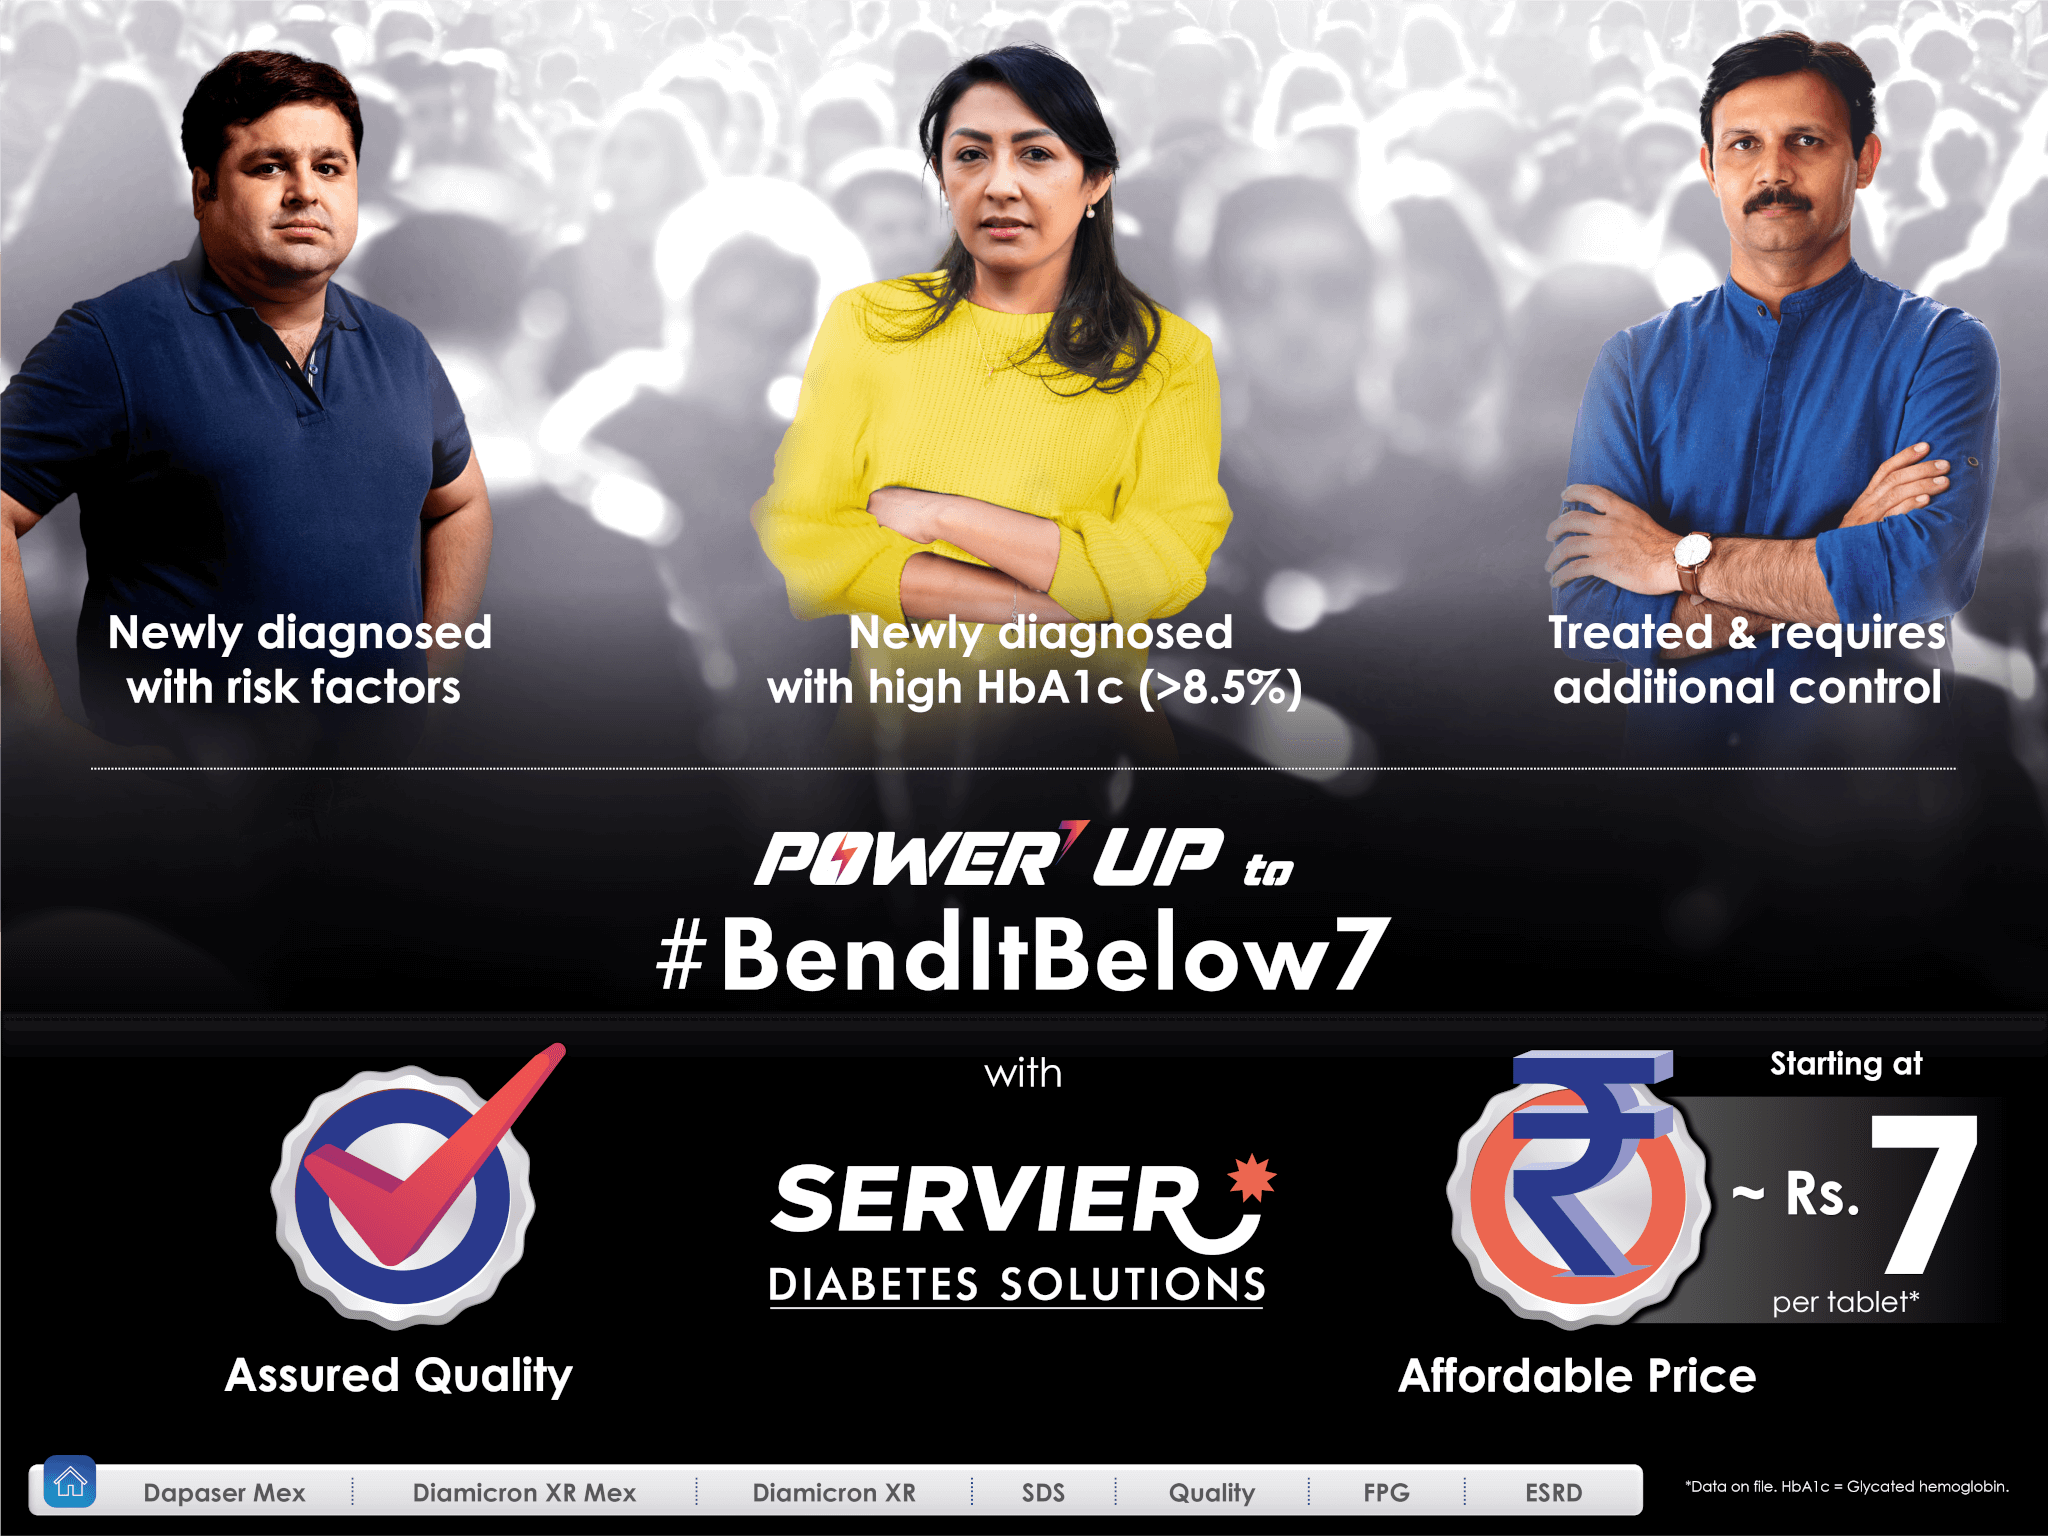 Newly diagnosed
with risk factors
Newly diagnosed
with high HbA1c (>8.5%)
Treated & requires
additional control
POWER7 UP to
#BendItBelow7
with
SERVIER
DIABETES SOLUTIONS
Assured Quality
₹
Starting at
~ Rs. 7
per tablet*
Affordable Price
Dapaser Mex
Diamicron XR Mex
Diamicron XR
SDS
Quality
FPG
ESRD
*Data on file. HbA1c = Glycated hemoglobin.